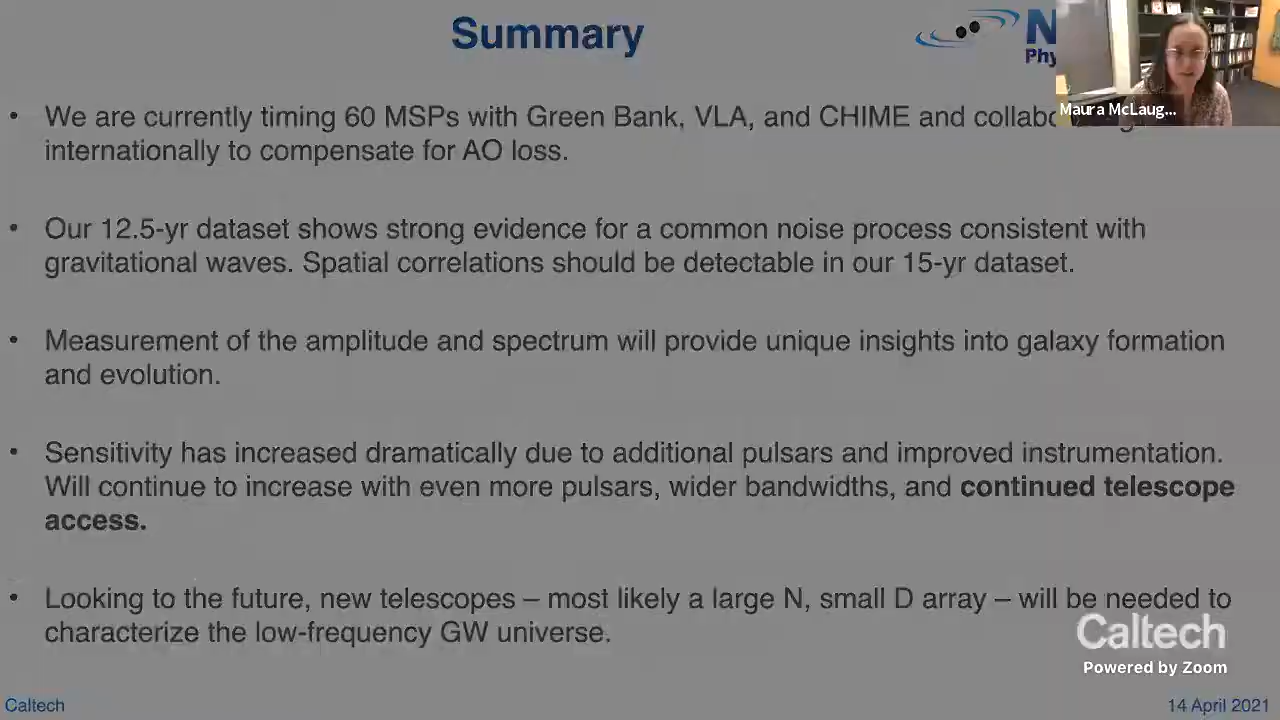 Summary
N
Phy
Maura McLaug...
• We are currently timing 60 MSPs with Green Bank, VLA, and CHIME and collabo
internationally to compensate for AO loss.
• Our 12.5-yr dataset shows strong evidence for a common noise process consistent with
gravitational waves. Spatial correlations should be detectable in our 15-yr dataset.
• Measurement of the amplitude and spectrum will provide unique insights into galaxy formation
and evolution.
• Sensitivity has increased dramatically due to additional pulsars and improved instrumentation.
Will continue to increase with even more pulsars, wider bandwidths, and continued telescope
access.
• Looking to the future, new telescopes – most likely a large N, small D array – will be needed to
characterize the low-frequency GW universe.
Caltech
Powered by Zoom
Caltech
14 April 2021